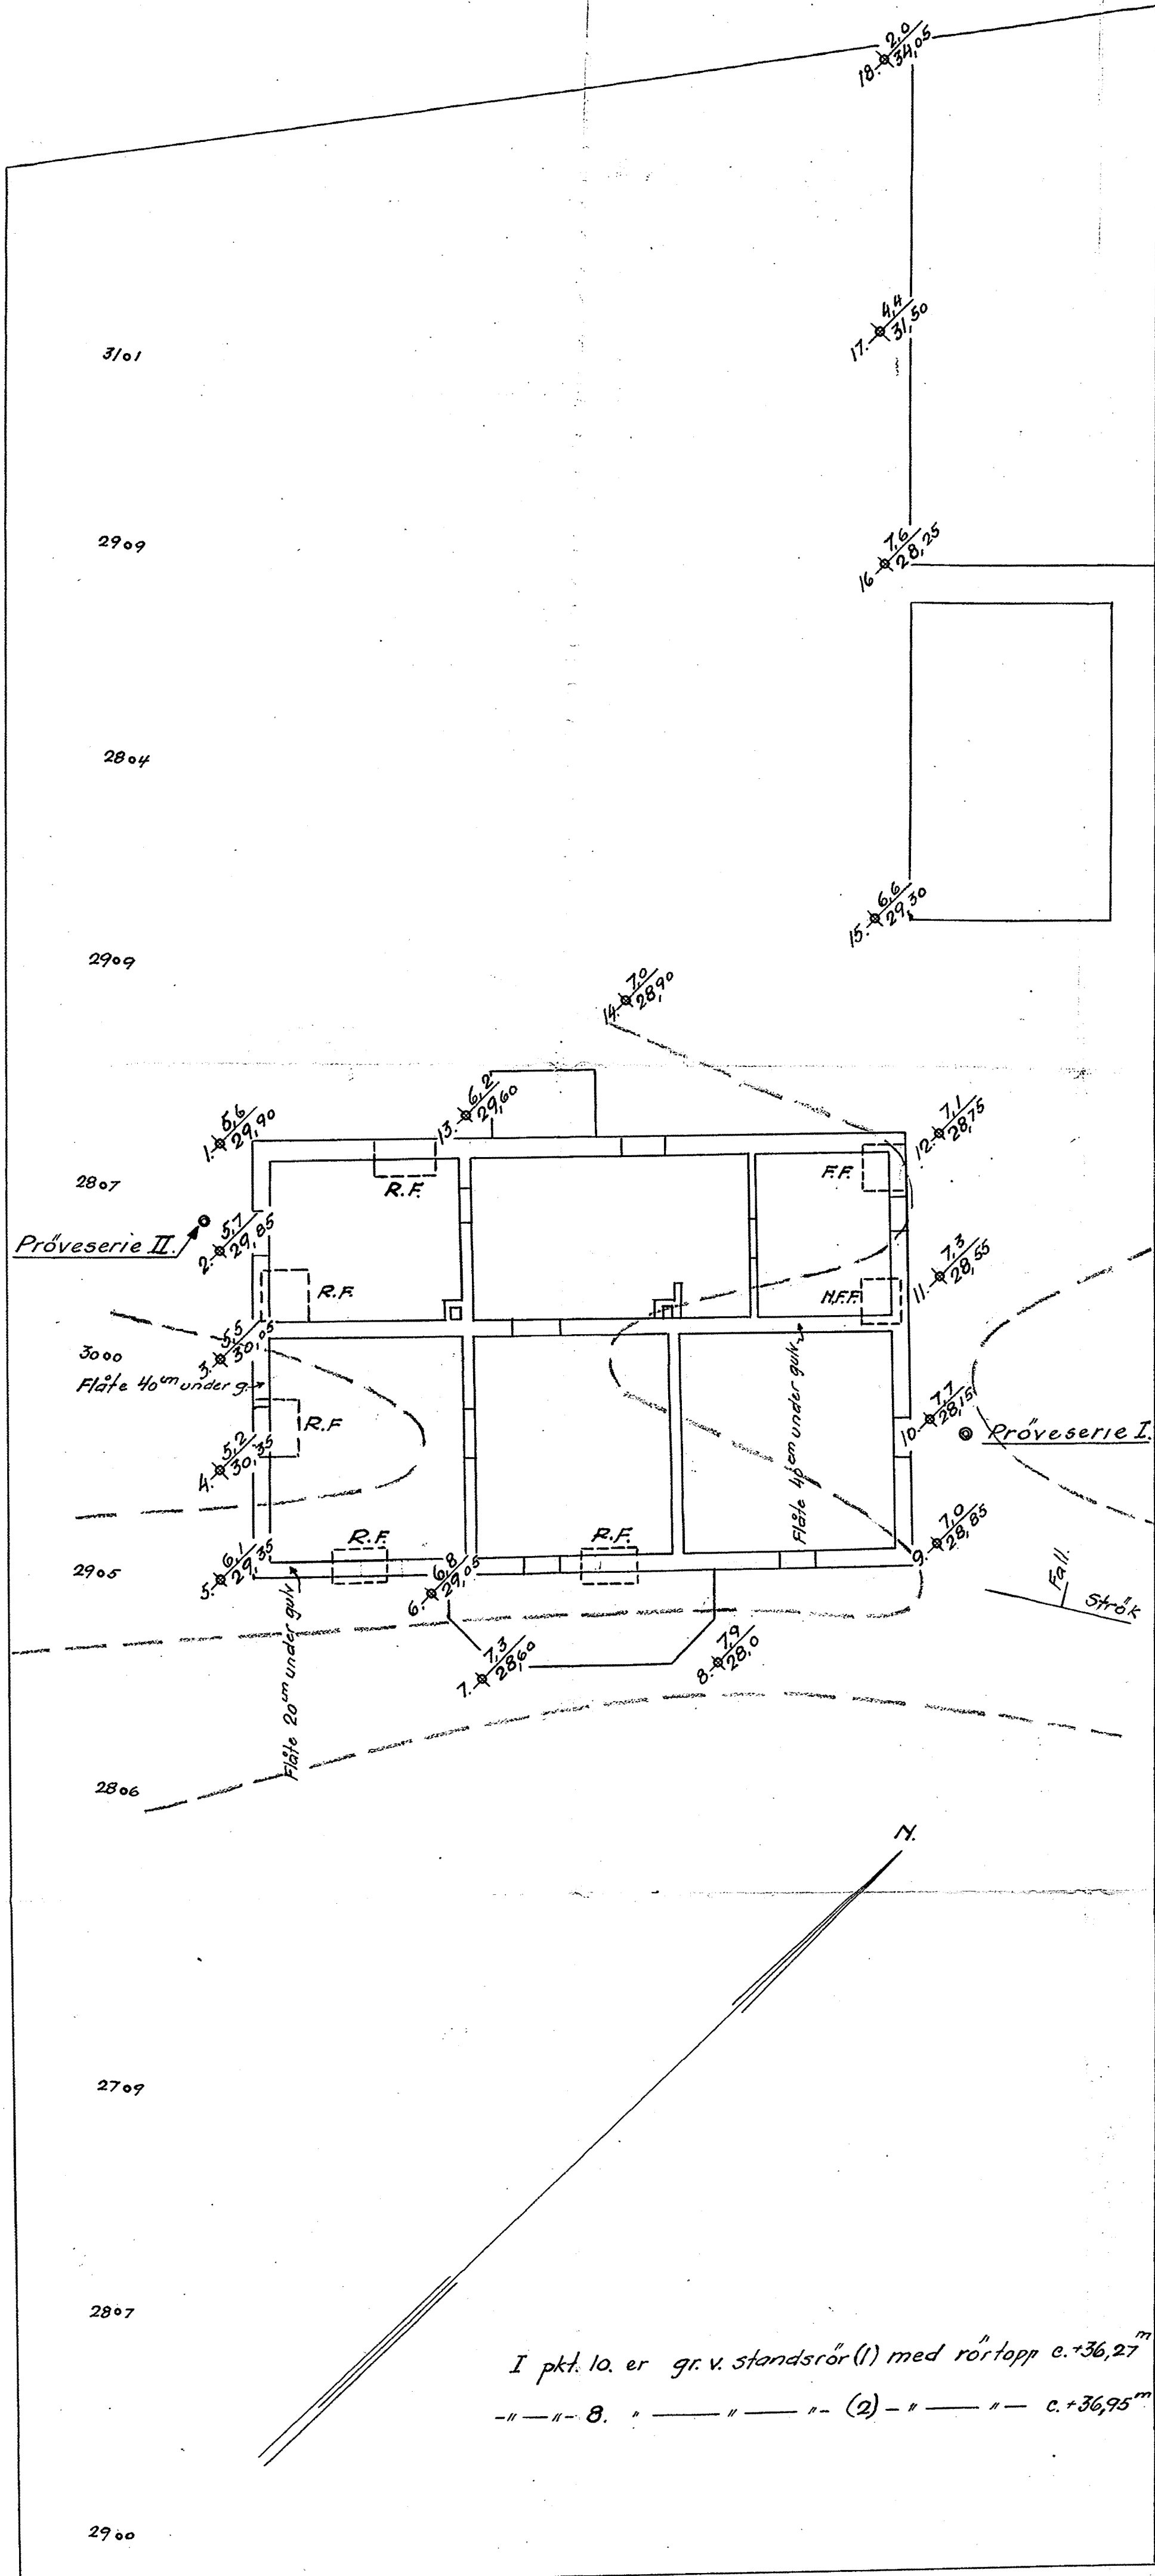 18. 2,0
34,05
17. 4,4
31,50
3101
16 7,6
28,25
2909
2804
15. 6,6
29,30
2909
14. 7,0
28,90
13. 6,2
29,60
1. 5,6
29,90
12. 7,1
28,75
F.F.
2807
R.F.
Pröveserie II.
2. 5,7
29,85
11. 7,3
28,55
R.F.
N.F.F.
3. 5,5
30,05
3000
Flåte 40cm under g.
Flåte 40cm under gulv
R.F
10. 7,7
28,15
Pröveserie I.
4. 5,2
30,35
9. 7,0
28,85
R.F.
R.F.
5. 6,1
29,35
2905
6. 6,8
29,05
Fall.
Strök
Flåte 20cm under gulv
7. 7,3
28,60
8. 7,9
28,0
2806
N.
2709
2807
I pkt. 10. er gr. v. standsrör (1) med rörtopp c. +36,27m
-"-"- 8. " — " — "- (2) -" — "— c. +36,95m
2900